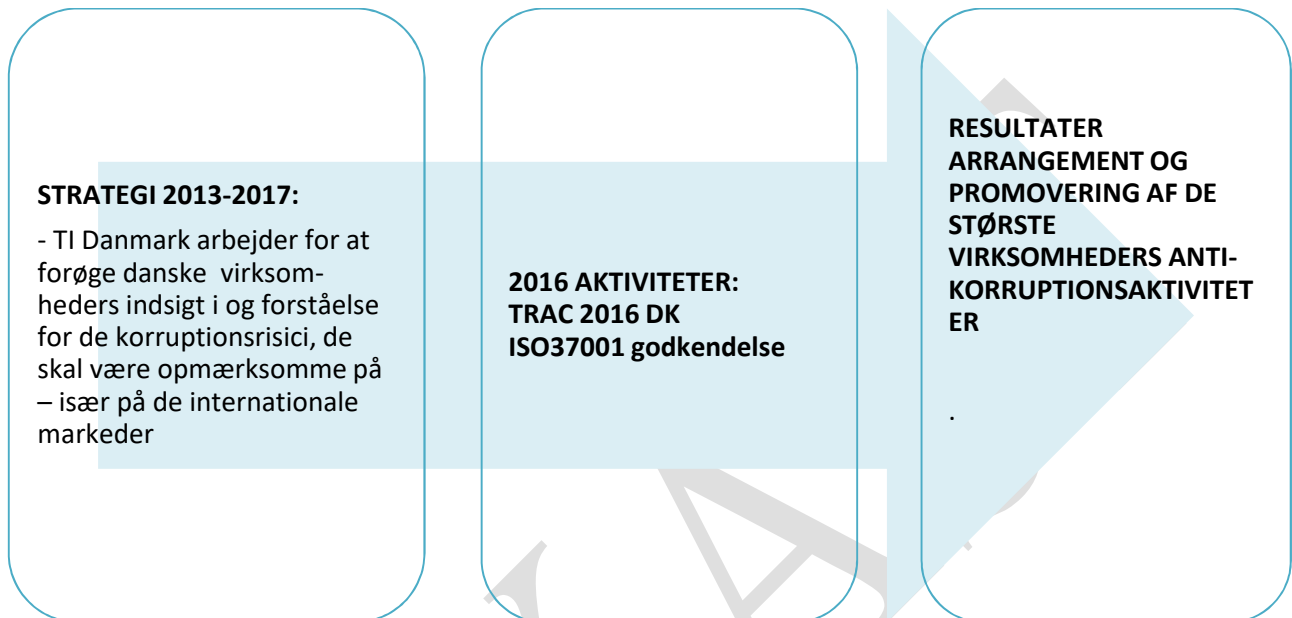 STRATEGI 2013-2017:
- TI Danmark arbejder for at
forøge danske virksom-
heders indsigt i og forståelse
for de korruptionsrisici, de
skal være opmærksomme på
– især på de internationale
markeder
2016 AKTIVITETER:
TRAC 2016 DK
ISO37001 godkendelse
RESULTATER
ARRANGEMENT OG
PROMOVERING AF DE
STØRSTE
VIRKSOMHEDERS ANTI-
KORRUPTIONSAKTIVITET
ER
.